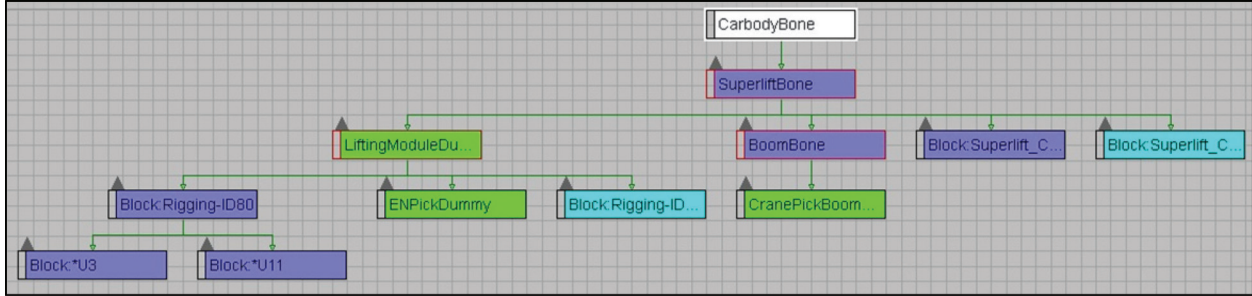 CarbodyBone
SuperliftBone
LiftingModuleDu...
BoomBone
Block:Superlift_C...
Block:Superlift_C...
Block:Rigging-ID80
ENPickDummy
Block:Rigging-ID...
CranePickBoom...
Block:*U3
Block:*U11